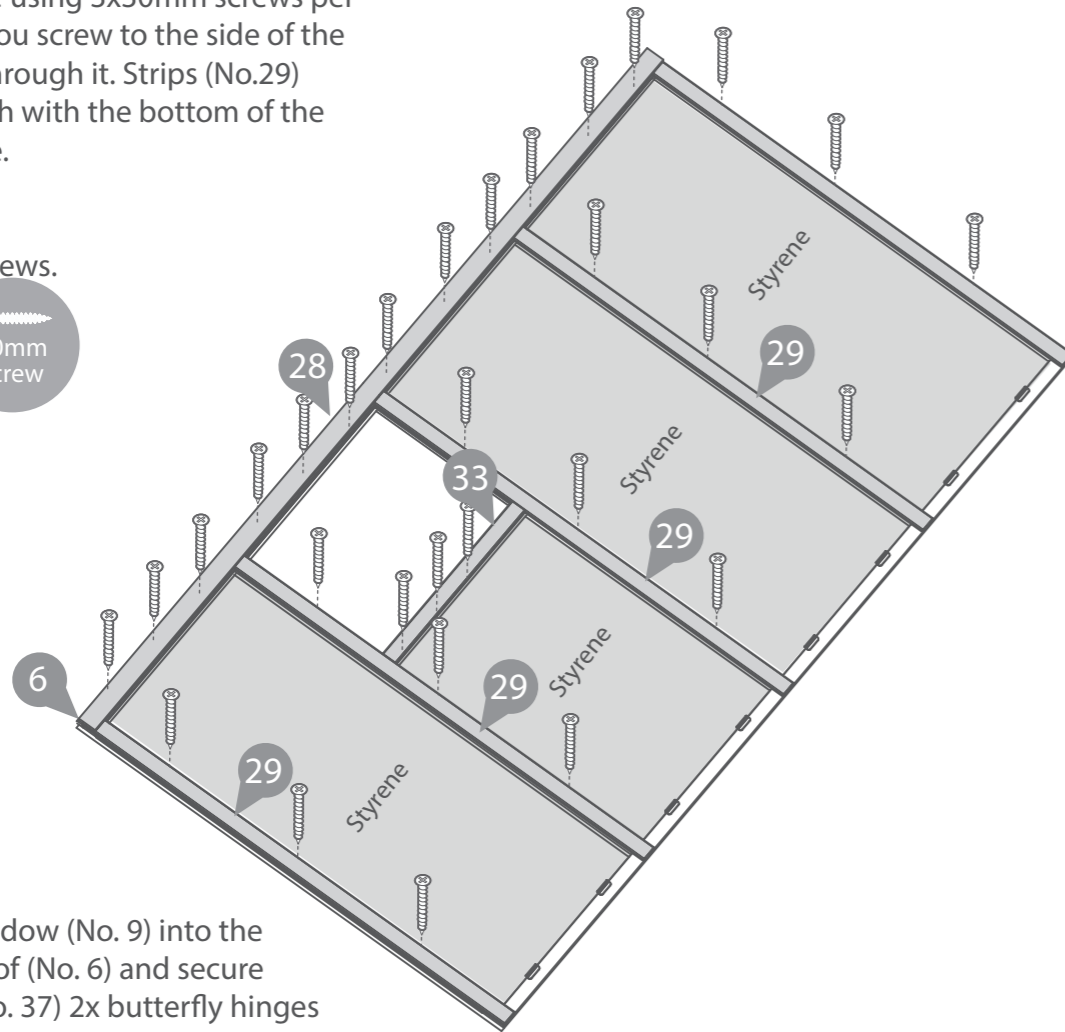 using 3x30mm screws per
ou screw to the side of the
rough it. Strips (No.29)
h with the bottom of the
ews.
0mm
crew
28
33
29
29
29
29
6
Styrene
Styrene
Styrene
Styrene
dow (No. 9) into the
of (No. 6) and secure
o. 37) 2x butterfly hinges